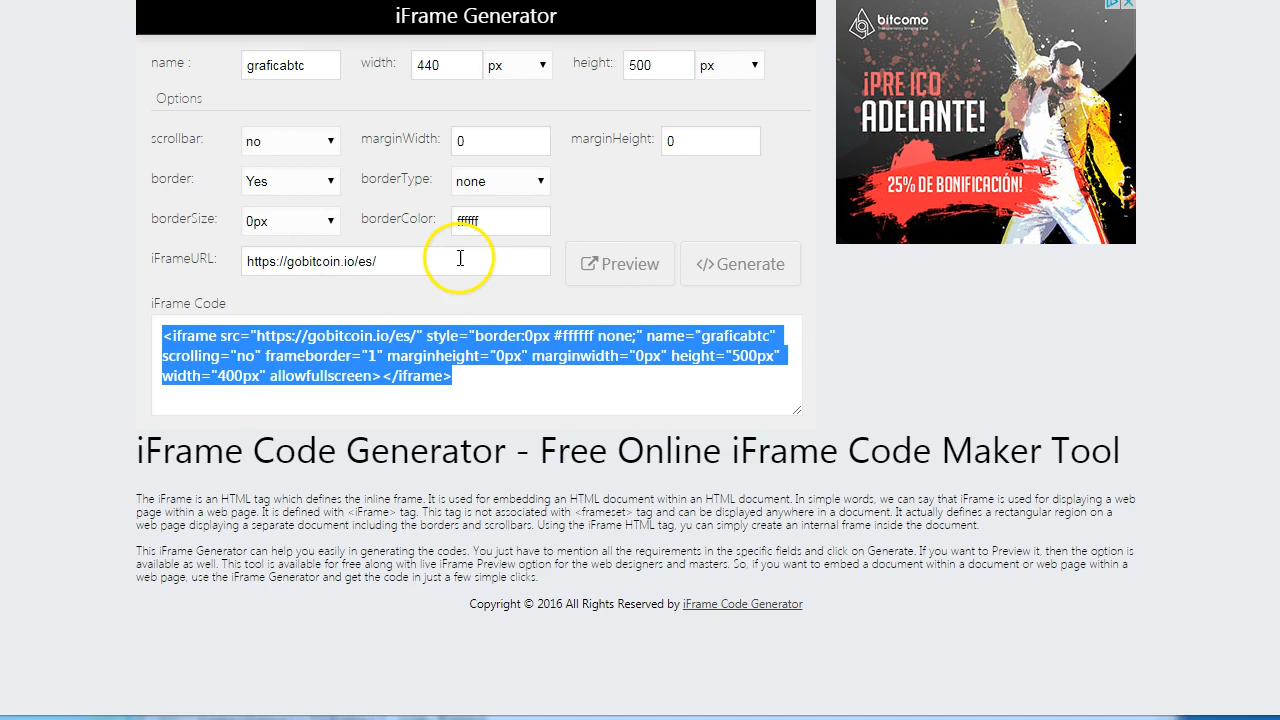 iFrame Generator
name : graficabtc width: 440 px height: 500 px
Options
scrollbar: no marginWidth: 0 marginHeight: 0
border: Yes borderType: none
borderSize: 0px borderColor: ffffff
iFrameURL: https://gobitcoin.io/es/ Preview </> Generate
iFrame Code
<iframe src="https://gobitcoin.io/es/" style="border:0px #ffffff none;" name="graficabtc"
scrolling="no" frameborder="1" marginheight="0px" marginwidth="0px" height="500px"
width="400px" allowfullscreen></iframe>
bitcomo
¡PRE ICO
ADELANTE!
25% DE BONIFICACIÓN!
iFrame Code Generator - Free Online iFrame Code Maker Tool
The iFrame is an HTML tag which defines the inline frame. It is used for embedding an HTML document within an HTML document. In simple words, we can say that iFrame is used for displaying a web
page within a web page. It is defined with <iFrame> tag. This tag is not associated with <frameset> tag and can be displayed anywhere in a document. It actually defines a rectangular region on a
web page displaying a separate document including the borders and scrollbars. Using the iFrame HTML tag, yu can simply create an internal frame inside the document.
This iFrame Generator can help you easily in generating the codes. You just have to mention all the requirements in the specific fields and click on Generate. If you want to Preview it, then the option is
available as well. This tool is available for free along with live iFrame Preview option for the web designers and masters. So, if you want to embed a document within a document or web page within a
web page, use the iFrame Generator and get the code in just a few simple clicks.
Copyright © 2016 All Rights Reserved by iFrame Code Generator